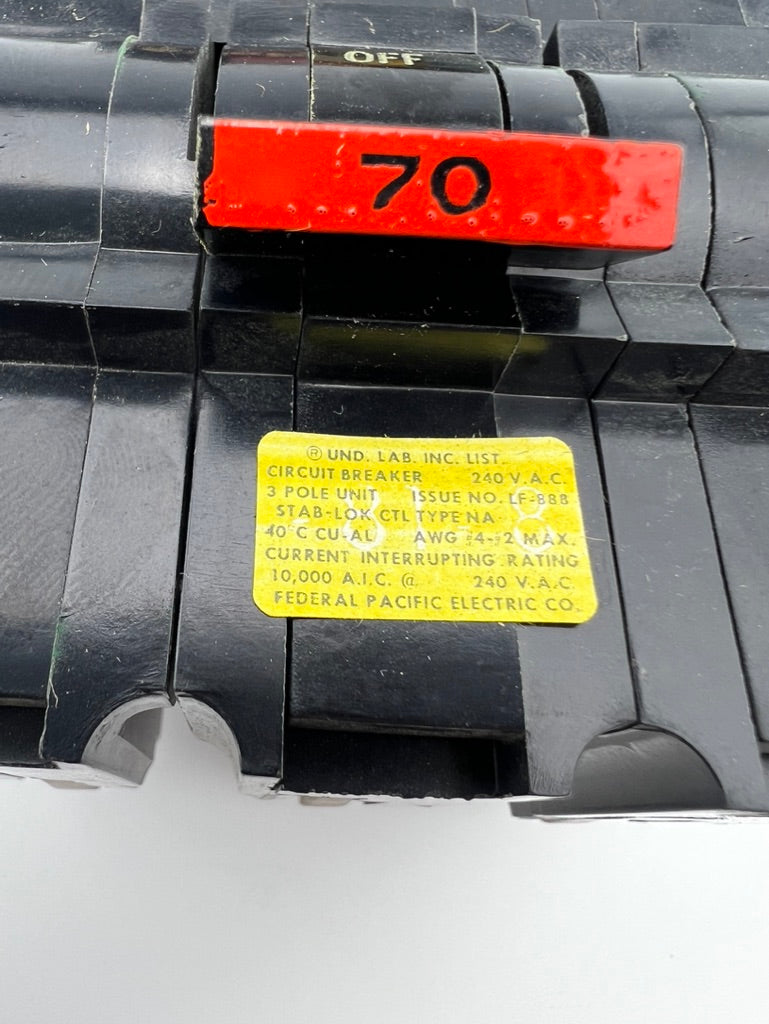 OFF
70
® UND. LAB. INC. LIST.
CIRCUIT BREAKER 240 V.A.C.
3 POLE UNIT ISSUE NO. LF-888
STAB-LOK CTL TYPE NA
40°C CU-AL AWG #4-#2 MAX.
CURRENT INTERRUPTING RATING
10,000 A.I.C. @ 240 V.A.C.
FEDERAL PACIFIC ELECTRIC CO.